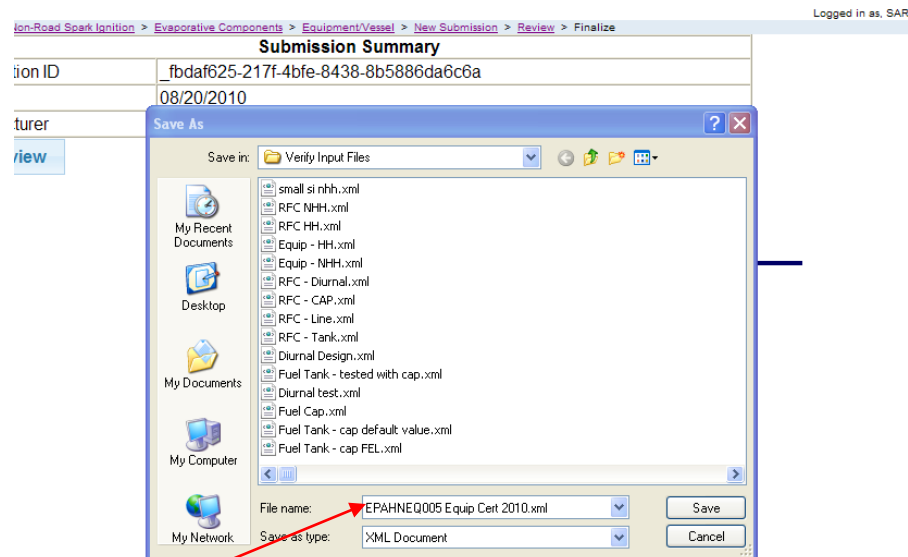 Logged in as, SAR
Non-Road Spark Ignition > Evaporative Components > Equipment/Vessel > New Submission > Review > Finalize
Submission Summary
tion ID _fbdaf625-217f-4bfe-8438-8b5886da6c6a
08/20/2010
cturer
view
Save As
Save in: Verify Input Files
small si nhh.xml
RFC NHH.xml
RFC HH.xml
Equip - HH.xml
Equip - NHH.xml
RFC - Diurnal.xml
RFC - CAP.xml
RFC - Line.xml
RFC - Tank.xml
Diurnal Design.xml
Fuel Tank - tested with cap.xml
Diurnal test.xml
Fuel Cap.xml
Fuel Tank - cap default value.xml
Fuel Tank - cap FEL.xml
My Recent
Documents
Desktop
My Documents
My Computer
My Network
File name: EPAHNEQ005 Equip Cert 2010.xml Save
Save as type: XML Document Cancel